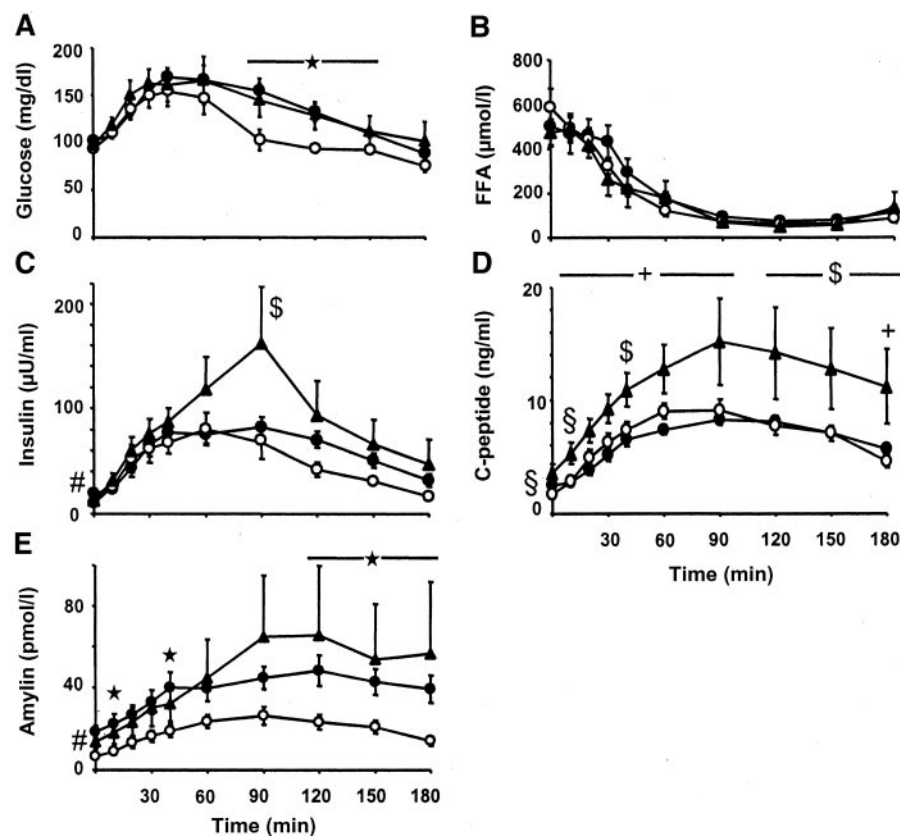 A
Glucose (mg/dl)
200
150
100
50
0
★
B
FFA (µmol/l)
800
600
400
200
0
C
Insulin (µU/ml)
200
100
0
#
$
D
C-peptide (ng/ml)
20
10
0
+
$
$
+
§
§
30 60 90 120 150 180
Time (min)
E
Amylin (pmol/l)
80
40
0
#
★
★
★
30 60 90 120 150 180
Time (min)